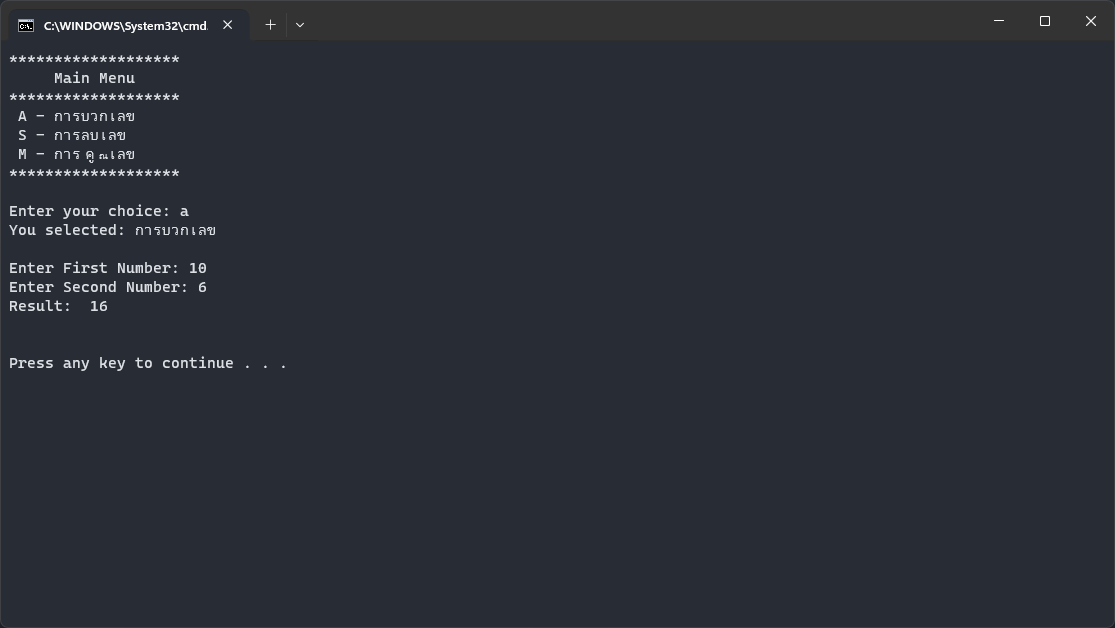 C:\WINDOWS\System32\cmd.
*******************
     Main Menu
*******************
 A - การบวกเลข
 S - การลบเลข
 M - การคูณเลข
*******************
Enter your choice: a
You selected: การบวกเลข
Enter First Number: 10
Enter Second Number: 6
Result:  16
Press any key to continue . . .